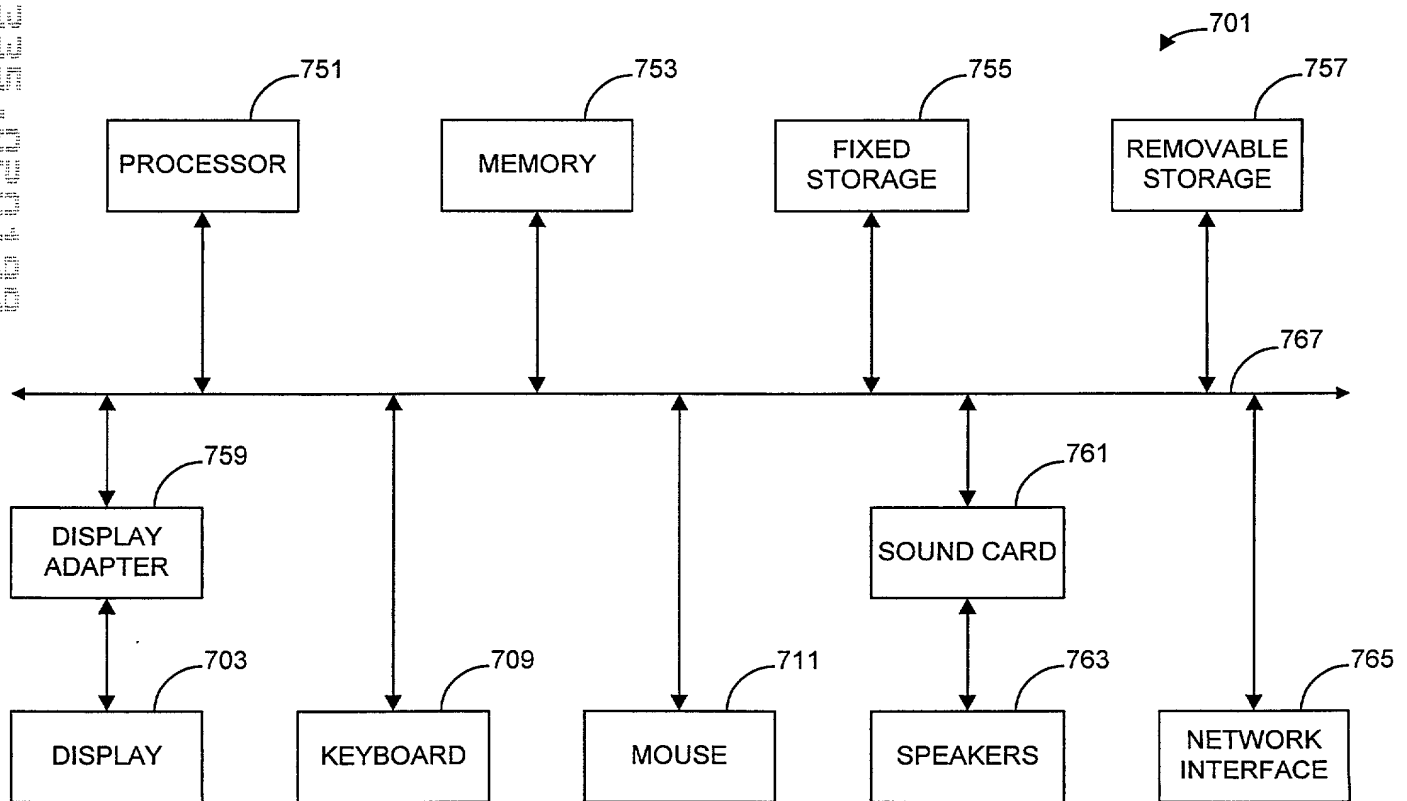 701
751
753
755
757
PROCESSOR
MEMORY
FIXED
STORAGE
REMOVABLE
STORAGE
767
759
761
DISPLAY
ADAPTER
SOUND CARD
703
709
711
763
765
DISPLAY
KEYBOARD
MOUSE
SPEAKERS
NETWORK
INTERFACE